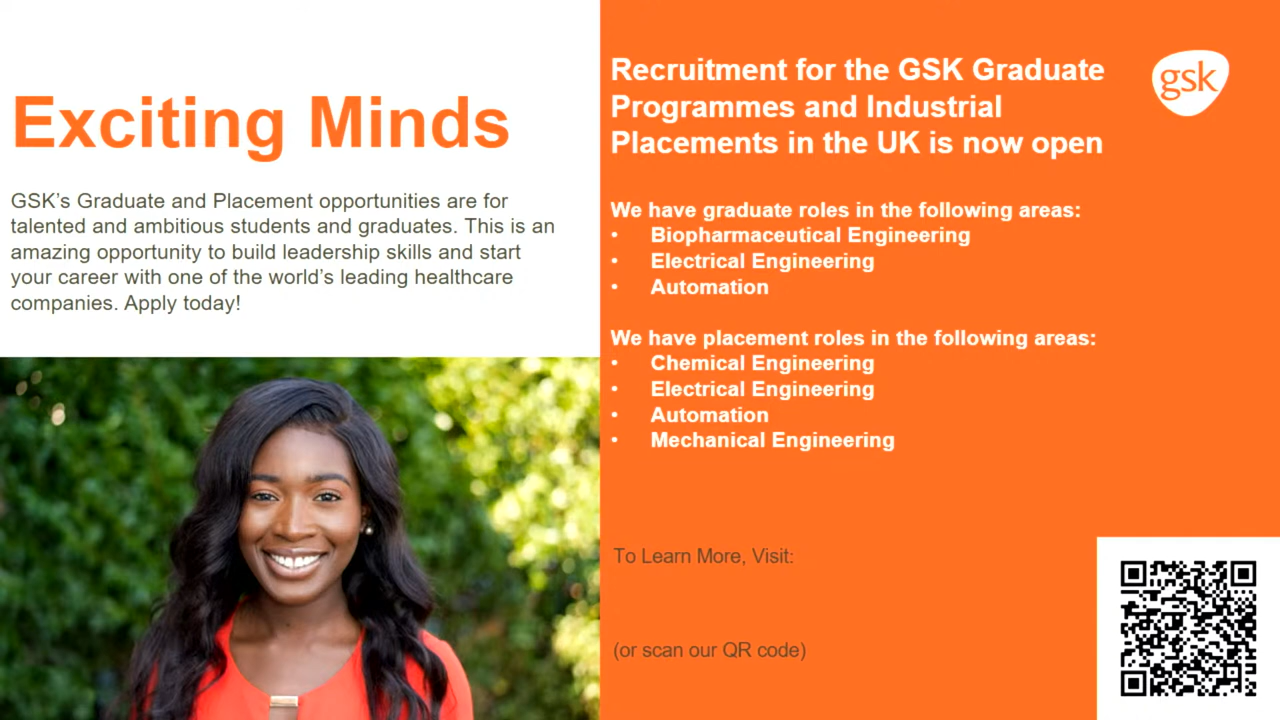 Exciting Minds
GSK’s Graduate and Placement opportunities are for
talented and ambitious students and graduates. This is an
amazing opportunity to build leadership skills and start
your career with one of the world’s leading healthcare
companies. Apply today!
Recruitment for the GSK Graduate
Programmes and Industrial
Placements in the UK is now open
gsk
We have graduate roles in the following areas:
• Biopharmaceutical Engineering
• Electrical Engineering
• Automation
We have placement roles in the following areas:
• Chemical Engineering
• Electrical Engineering
• Automation
• Mechanical Engineering
To Learn More, Visit:
(or scan our QR code)